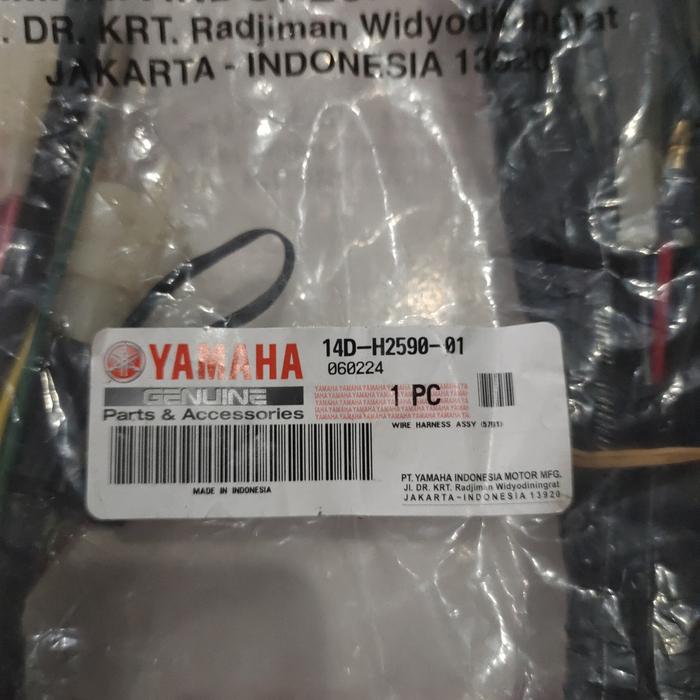 . DR. KRT. Radjiman Widyodiningrat
JAKARTA - INDONESIA 13920
YAMAHA
GENUINE
Parts & Accessories
14D-H2590-01
060224
1 PC
WIRE HARNESS ASSY
MADE IN INDONESIA
PT. YAMAHA INDONESIA MOTOR MFG.
Jl. DR. KRT. Radjiman Widyodiningrat
JAKARTA-INDONESIA 13920